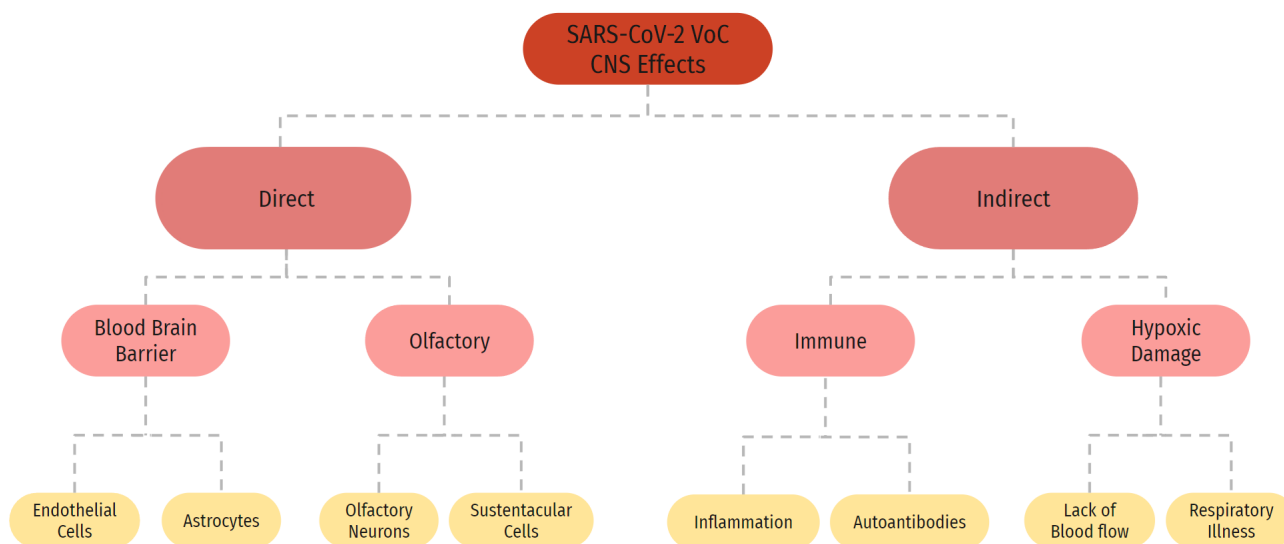 SARS-CoV-2 VoC
CNS Effects
Direct
Indirect
Blood Brain
Barrier
Olfactory
Immune
Hypoxic
Damage
Endothelial
Cells
Astrocytes
Olfactory
Neurons
Sustentacular
Cells
Inflammation
Autoantibodies
Lack of
Blood flow
Respiratory
Illness